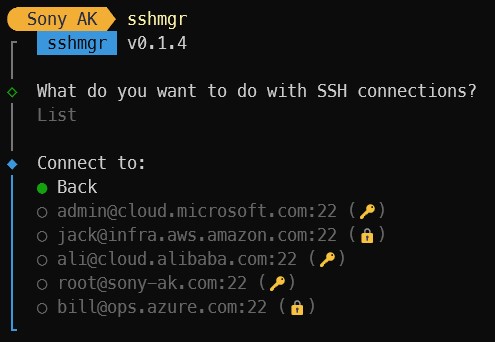 Sony AK sshmgr
sshmgr v0.1.4
What do you want to do with SSH connections?
List
Connect to:
Back
admin@cloud.microsoft.com:22 (🔑)
jack@infra.aws.amazon.com:22 (🔒)
ali@cloud.alibaba.com:22 (🔑)
root@sony-ak.com:22 (🔑)
bill@ops.azure.com:22 (🔒)